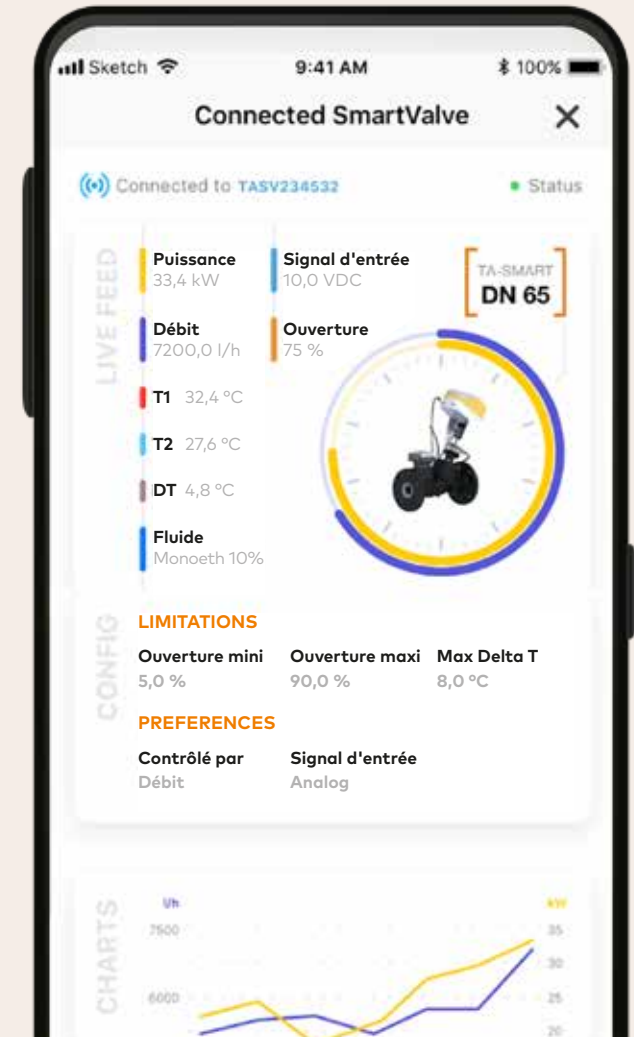 Sketch 9:41 AM 100%
Connected SmartValve
Connected to TASV234532 Status
LIVE FEED
Puissance
33,4 kW
Signal d'entrée
10,0 VDC
TA-SMART
DN 65
Débit
7200,0 l/h
Ouverture
75 %
T1 32,4 °C
T2 27,6 °C
DT 4,8 °C
Fluide
Monoeth 10%
CONFIG
LIMITATIONS
Ouverture mini Ouverture maxi Max Delta T
5,0 % 90,0 % 8,0 °C
PREFERENCES
Contrôlé par Signal d'entrée
Débit Analog
CHARTS
l/h kW
7500 35
30
6000 25
20